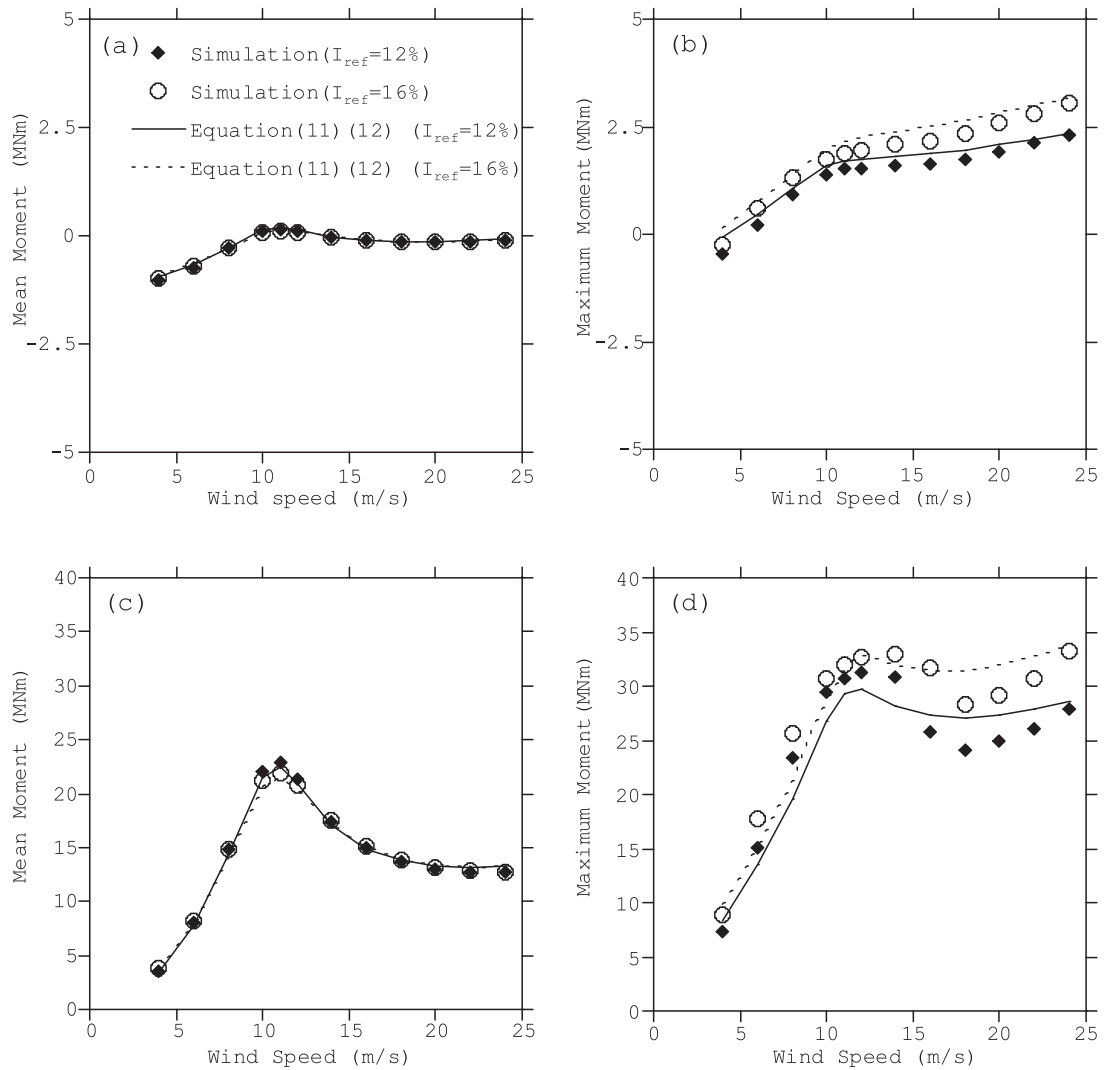 (a)
Simulation(I_ref=12%)
Simulation(I_ref=16%)
Equation(11)(12) (I_ref=12%)
Equation(11)(12) (I_ref=16%)
5
2.5
0
-2.5
-5
Mean Moment (MNm)
0 5 10 15 20 25
Wind speed (m/s)
(b)
5
2.5
0
-2.5
-5
Maximum Moment(MNm)
0 5 10 15 20 25
Wind Speed (m/s)
(c)
40
35
30
25
20
15
10
5
0
Mean Moment (MNm)
0 5 10 15 20 25
Wind Speed (m/s)
(d)
40
35
30
25
20
15
10
5
0
Maximum Moment(MNm)
0 5 10 15 20 25
Wind Speed (m/s)